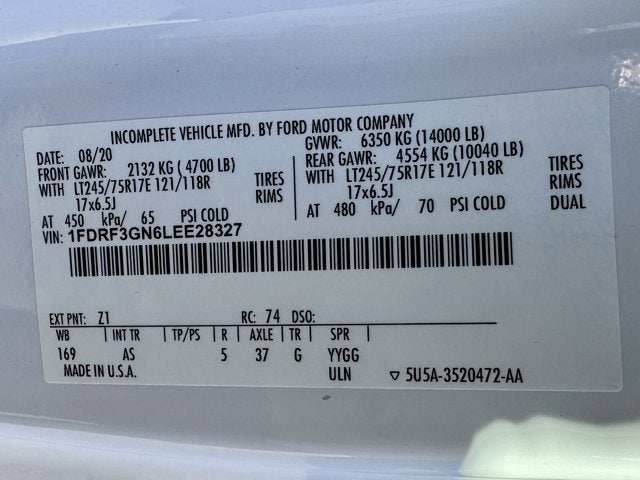 INCOMPLETE VEHICLE MFD. BY FORD MOTOR COMPANY
DATE: 08/20 GVWR: 6350 KG (14000 LB)
FRONT GAWR: 2132 KG (4700 LB) REAR GAWR: 4554 KG (10040 LB)
WITH LT245/75R17E 121/118R TIRES WITH LT245/75R17E 121/118R TIRES
17x6.5J RIMS 17x6.5J RIMS
AT 450 kPa/ 65 PSI COLD AT 480 kPa/ 70 PSI COLD DUAL
VIN: 1FDRF3GN6LEE28327
EXT PNT: Z1 RC: 74 DSO:
WB INT TR TP/PS R AXLE TR SPR
169 AS 5 37 G YYGG
MADE IN U.S.A. ULN ▽ 5U5A-3520472-AA